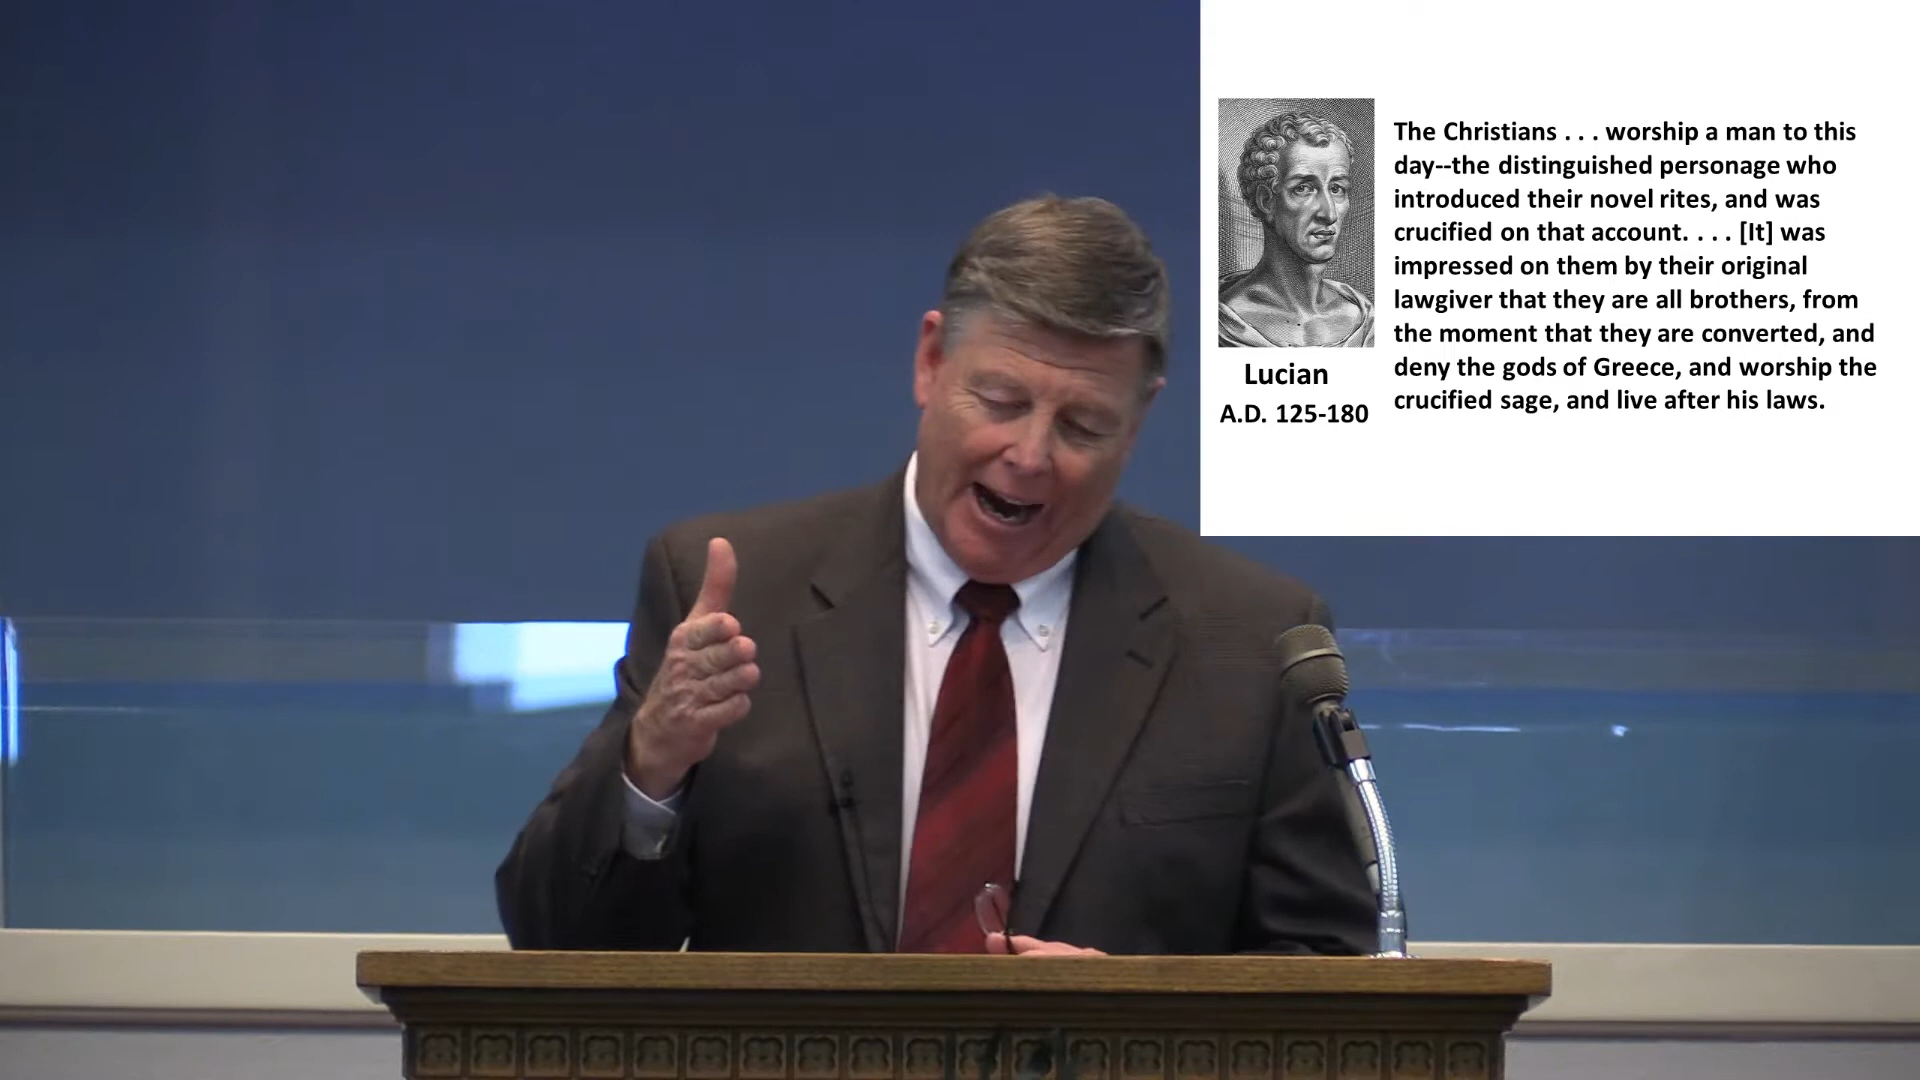 The Christians . . . worship a man to this
day--the distinguished personage who
introduced their novel rites, and was
crucified on that account. . . . [It] was
impressed on them by their original
lawgiver that they are all brothers, from
the moment that they are converted, and
deny the gods of Greece, and worship the
crucified sage, and live after his laws.
Lucian
A.D. 125-180